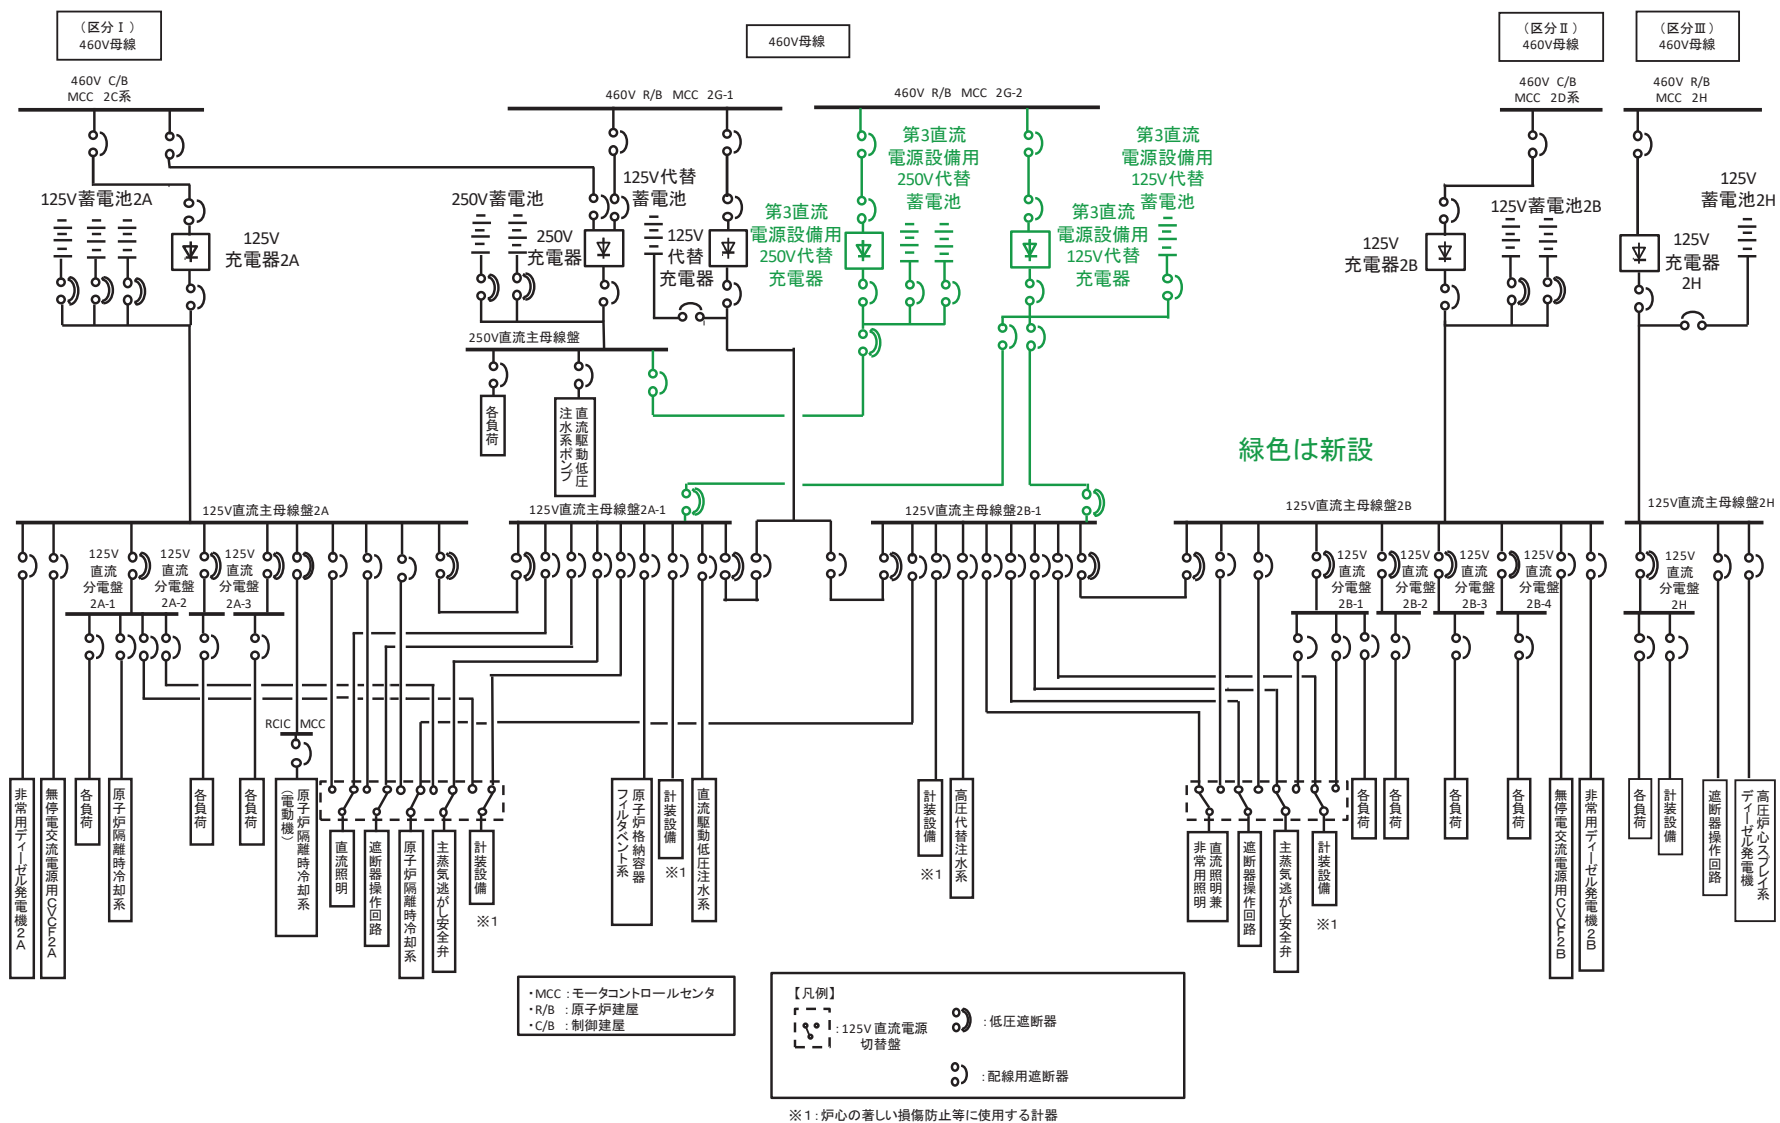 (区分Ⅰ)
460V母線
460V母線
(区分Ⅱ)
460V母線
(区分Ⅲ)
460V母線
460V C/B
MCC 2C系
460V R/B MCC 2G-1
460V R/B MCC 2G-2
460V C/B
MCC 2D系
460V R/B
MCC 2H
125V蓄電池2A
125V
充電器2A
250V蓄電池
250V
充電器
125V代替
蓄電池
125V
代替
充電器
第3直流
電源設備用
250V代替
充電器
第3直流
電源設備用
250V代替
蓄電池
第3直流
電源設備用
125V代替
充電器
第3直流
電源設備用
125V代替
蓄電池
125V
充電器2B
125V蓄電池2B
125V
充電器
2H
125V
蓄電池2H
250V直流主母線盤
各負荷
直流駆動低圧
注水系ポンプ
緑色は新設
125V直流主母線盤2A
125V直流主母線盤2A-1
125V直流主母線盤2B-1
125V直流主母線盤2B
125V直流主母線盤2H
125V
直流
分電盤
2A-1
125V
直流
分電盤
2A-2
125V
直流
分電盤
2A-3
125V
直流
分電盤
2B-1
125V
直流
分電盤
2B-2
125V
直流
分電盤
2B-3
125V
直流
分電盤
2B-4
125V
直流
分電盤
2H
RCIC MCC
非常用ディーゼル発電機2A
無停電交流電源用CVCF2A
各負荷
原子炉隔離時冷却系
各負荷
各負荷
原子炉隔離時冷却系
(電動機)
直流照明
遮断器操作回路
原子炉隔離時冷却系
主蒸気逃がし安全弁
計装設備
※1
原子炉格納容器
フィルタベント系
計装設備
※1
直流駆動低圧注水系
計装設備
※1
高圧代替注水系
直流照明兼
非常用照明
遮断器操作回路
主蒸気逃がし安全弁
計装設備
※1
各負荷
各負荷
各負荷
各負荷
無停電交流電源用CVCF2B
非常用ディーゼル発電機2B
各負荷
計装設備
遮断器操作回路
高圧炉心スプレイ系
ディーゼル発電機
・MCC:モータコントロールセンタ
・R/B :原子炉建屋
・C/B :制御建屋
【凡例】
:125V 直流電源
切替盤
:低圧遮断器
:配線用遮断器
※1:炉心の著しい損傷防止等に使用する計器